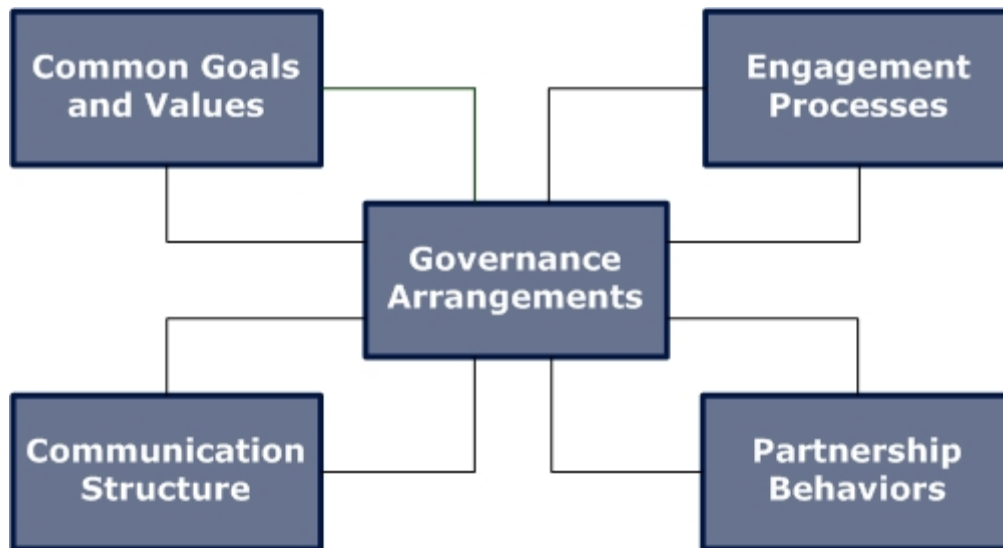 Common Goals
and Values
Engagement
Processes
Governance
Arrangements
Communication
Structure
Partnership
Behaviors